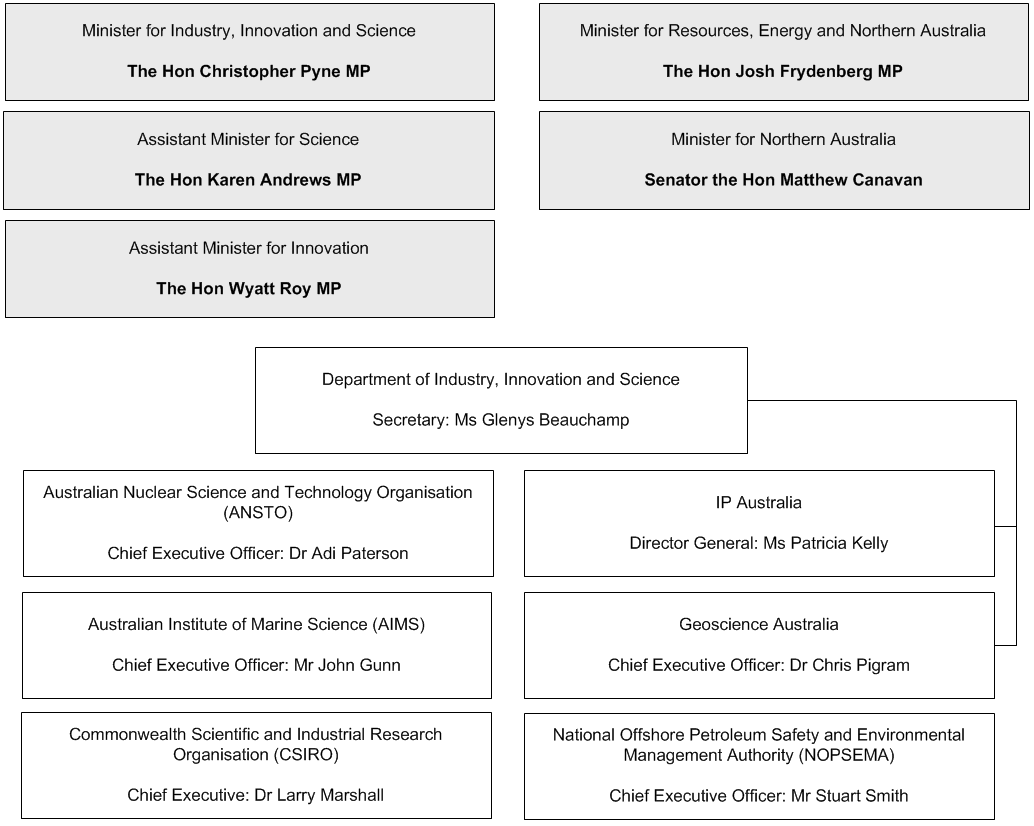 Minister for Industry, Innovation and Science
The Hon Christopher Pyne MP
Minister for Resources, Energy and Northern Australia
The Hon Josh Frydenberg MP
Assistant Minister for Science
The Hon Karen Andrews MP
Minister for Northern Australia
Senator the Hon Matthew Canavan
Assistant Minister for Innovation
The Hon Wyatt Roy MP
Department of Industry, Innovation and Science
Secretary: Ms Glenys Beauchamp
Australian Nuclear Science and Technology Organisation
(ANSTO)
Chief Executive Officer: Dr Adi Paterson
IP Australia
Director General: Ms Patricia Kelly
Australian Institute of Marine Science (AIMS)
Chief Executive Officer: Mr John Gunn
Geoscience Australia
Chief Executive Officer: Dr Chris Pigram
Commonwealth Scientific and Industrial Research
Organisation (CSIRO)
Chief Executive: Dr Larry Marshall
National Offshore Petroleum Safety and Environmental
Management Authority (NOPSEMA)
Chief Executive Officer: Mr Stuart Smith